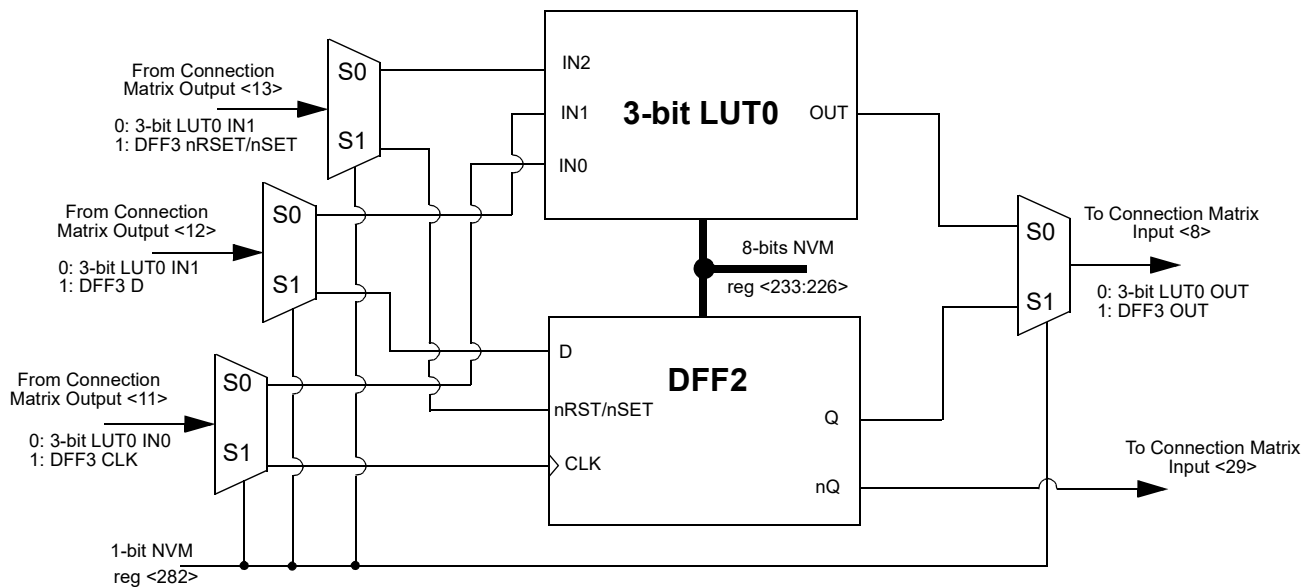 From Connection
Matrix Output <13>
0: 3-bit LUT0 IN1
1: DFF3 nRSET/nSET
S0
S1
From Connection
Matrix Output <12>
0: 3-bit LUT0 IN1
1: DFF3 D
S0
S1
From Connection
Matrix Output <11>
0: 3-bit LUT0 IN0
1: DFF3 CLK
S0
S1
1-bit NVM
reg <282>
IN2
IN1
IN0
3-bit LUT0
OUT
8-bits NVM
reg <233:226>
D
nRST/nSET
CLK
DFF2
Q
nQ
S0
S1
To Connection Matrix
Input <8>
0: 3-bit LUT0 OUT
1: DFF3 OUT
To Connection Matrix
Input <29>